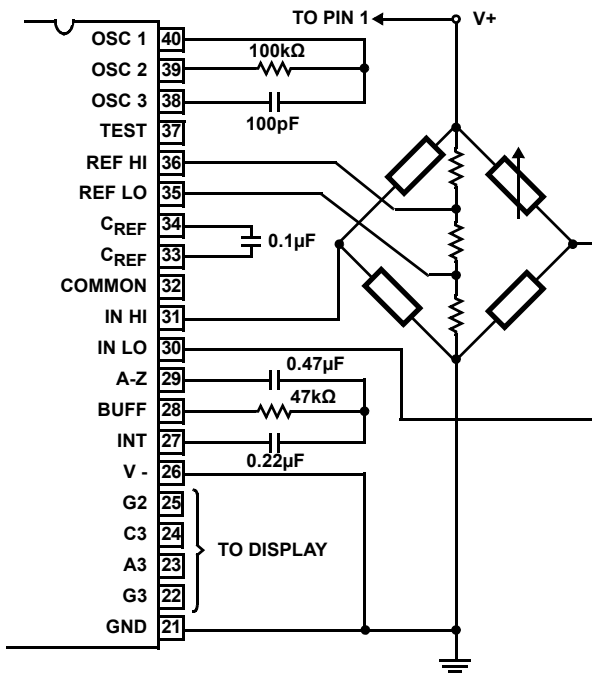 TO PIN 1
V+
OSC 1 40
100kΩ
OSC 2 39
OSC 3 38
100pF
TEST 37
REF HI 36
REF LO 35
CREF 34
0.1µF
CREF 33
COMMON 32
IN HI 31
IN LO 30
0.47µF
A-Z 29
47kΩ
BUFF 28
INT 27
0.22µF
V - 26
G2 25
C3 24
TO DISPLAY
A3 23
G3 22
GND 21